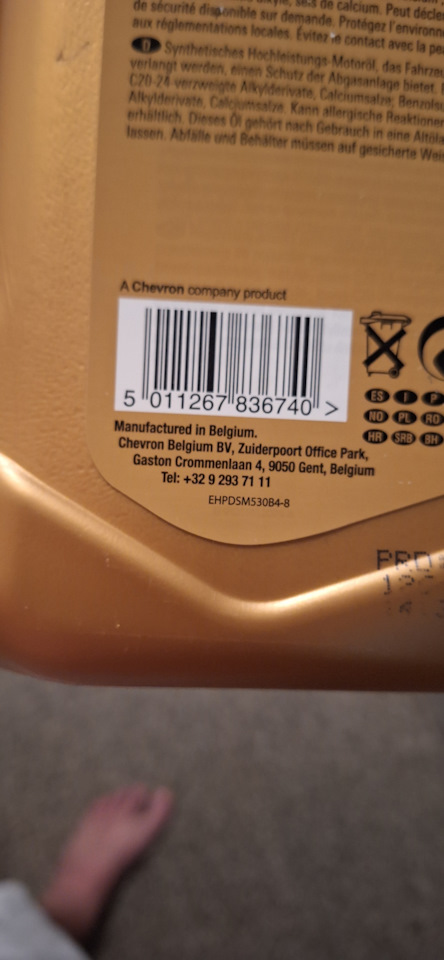 de sécurité disponible sur demande. Protégez l'environ
aux réglementations locales. Évitez le contact avec la pe
D Synthetisches Hochleistungs-Motoröl, das Fahrze
verlangt werden, einen Schutz der Abgasanlage bietet.
C20-24 verzweigte Alkylderivate, Calciumsalze; Benzols
Alkylderivate, Calciumsalze. Kann allergische Reaktioner
erhältlich. Dieses Öl gehört nach Gebrauch in eine Altöla
lassen. Abfälle und Behälter müssen auf gesicherte Wei
A Chevron company product
5 011267 836740 >
ES I P
NO PL RO
HR SRB BH
Manufactured in Belgium.
Chevron Belgium BV, Zuiderpoort Office Park,
Gaston Crommenlaan 4, 9050 Gent, Belgium
Tel: +32 9 293 71 11
EHPDSM530B4-8
PRD